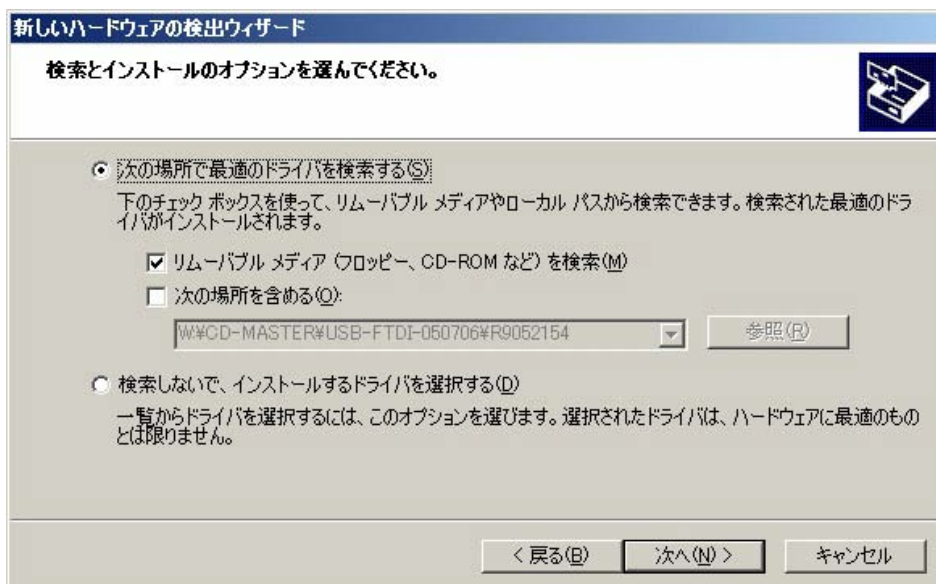 新しいハードウェアの検出ウィザード
検索とインストールのオプションを選んでください。
次の場所で最適のドライバを検索する(S)
下のチェック ボックスを使って、リムーバブル メディアやローカル パスから検索できます。検索された最適のドラ
イバがインストールされます。
リムーバブル メディア (フロッピー、CD-ROM など) を検索(M)
次の場所を含める(O):
W:¥CD-MASTER¥USB-FTDI-050706¥R9052154
参照(R)
検索しないで、インストールするドライバを選択する(D)
一覧からドライバを選択するには、このオプションを選びます。選択されたドライバは、ハードウェアに最適のもの
とは限りません。
< 戻る(B)
次へ(N) >
キャンセル